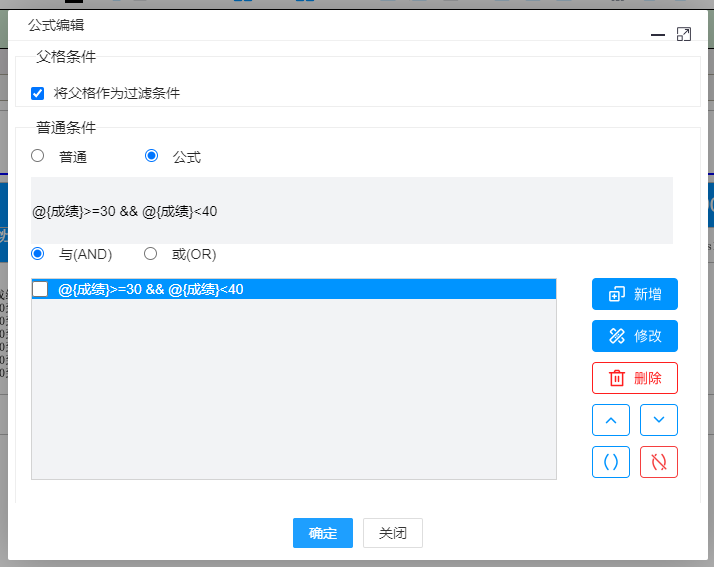 公式编辑
父格条件
将父格作为过滤条件
普通条件
普通 公式
@{成绩}>=30 && @{成绩}<40
与(AND) 或(OR)
@{成绩}>=30 && @{成绩}<40
新增
修改
删除
确定 关闭